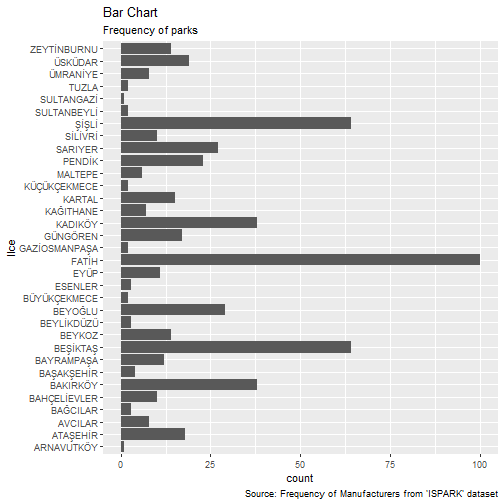 Bar Chart
Frequency of parks
ZEYTİNBURNU
ÜSKÜDAR
ÜMRANİYE
TUZLA
SULTANGAZİ
SULTANBEYLİ
ŞİŞLİ
SİLİVRİ
SARIYER
PENDİK
MALTEPE
KÜÇÜKÇEKMECE
KARTAL
KAĞITHANE
KADIKÖY
GÜNGÖREN
GAZİOSMANPAŞA
FATİH
EYÜP
ESENLER
BÜYÜKÇEKMECE
BEYOĞLU
BEYLİKDÜZÜ
BEYKOZ
BEŞİKTAŞ
BAYRAMPAŞA
BAŞAKŞEHİR
BAKIRKÖY
BAHÇELİEVLER
BAĞCILAR
AVCILAR
ATAŞEHİR
ARNAVUTKÖY
Ilce
0 25 50 75 100
count
Source: Frequency of Manufacturers from 'ISPARK' dataset